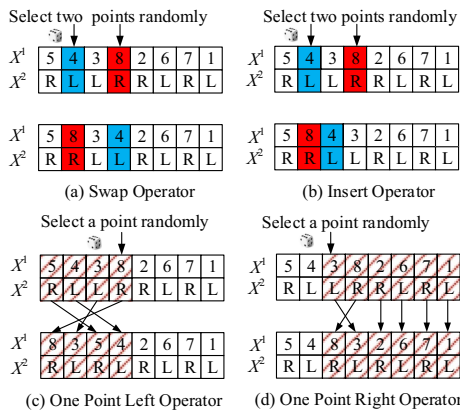 Select two points randomly
X¹ 5 4 3 8 2 6 7 1
X² R L L R R L R L
5 8 3 4 2 6 7 1
R R L L R L R L
(a) Swap Operator
Select two points randomly
X¹ 5 4 3 8 2 6 7 1
X² R L L R R L R L
5 8 4 3 2 6 7 1
R R L L R L R L
(b) Insert Operator
Select a point randomly
X¹ 5 4 3 8 2 6 7 1
X² R L L R R L R L
X¹ 8 3 5 4 2 6 7 1
X² R L R L R L R L
(c) One Point Left Operator
Select a point randomly
X¹ 5 4 3 8 2 6 7 1
X² R L L R R L R L
X¹ 5 4 8 3 2 6 7 1
X² R L R L R L R L
(d) One Point Right Operator